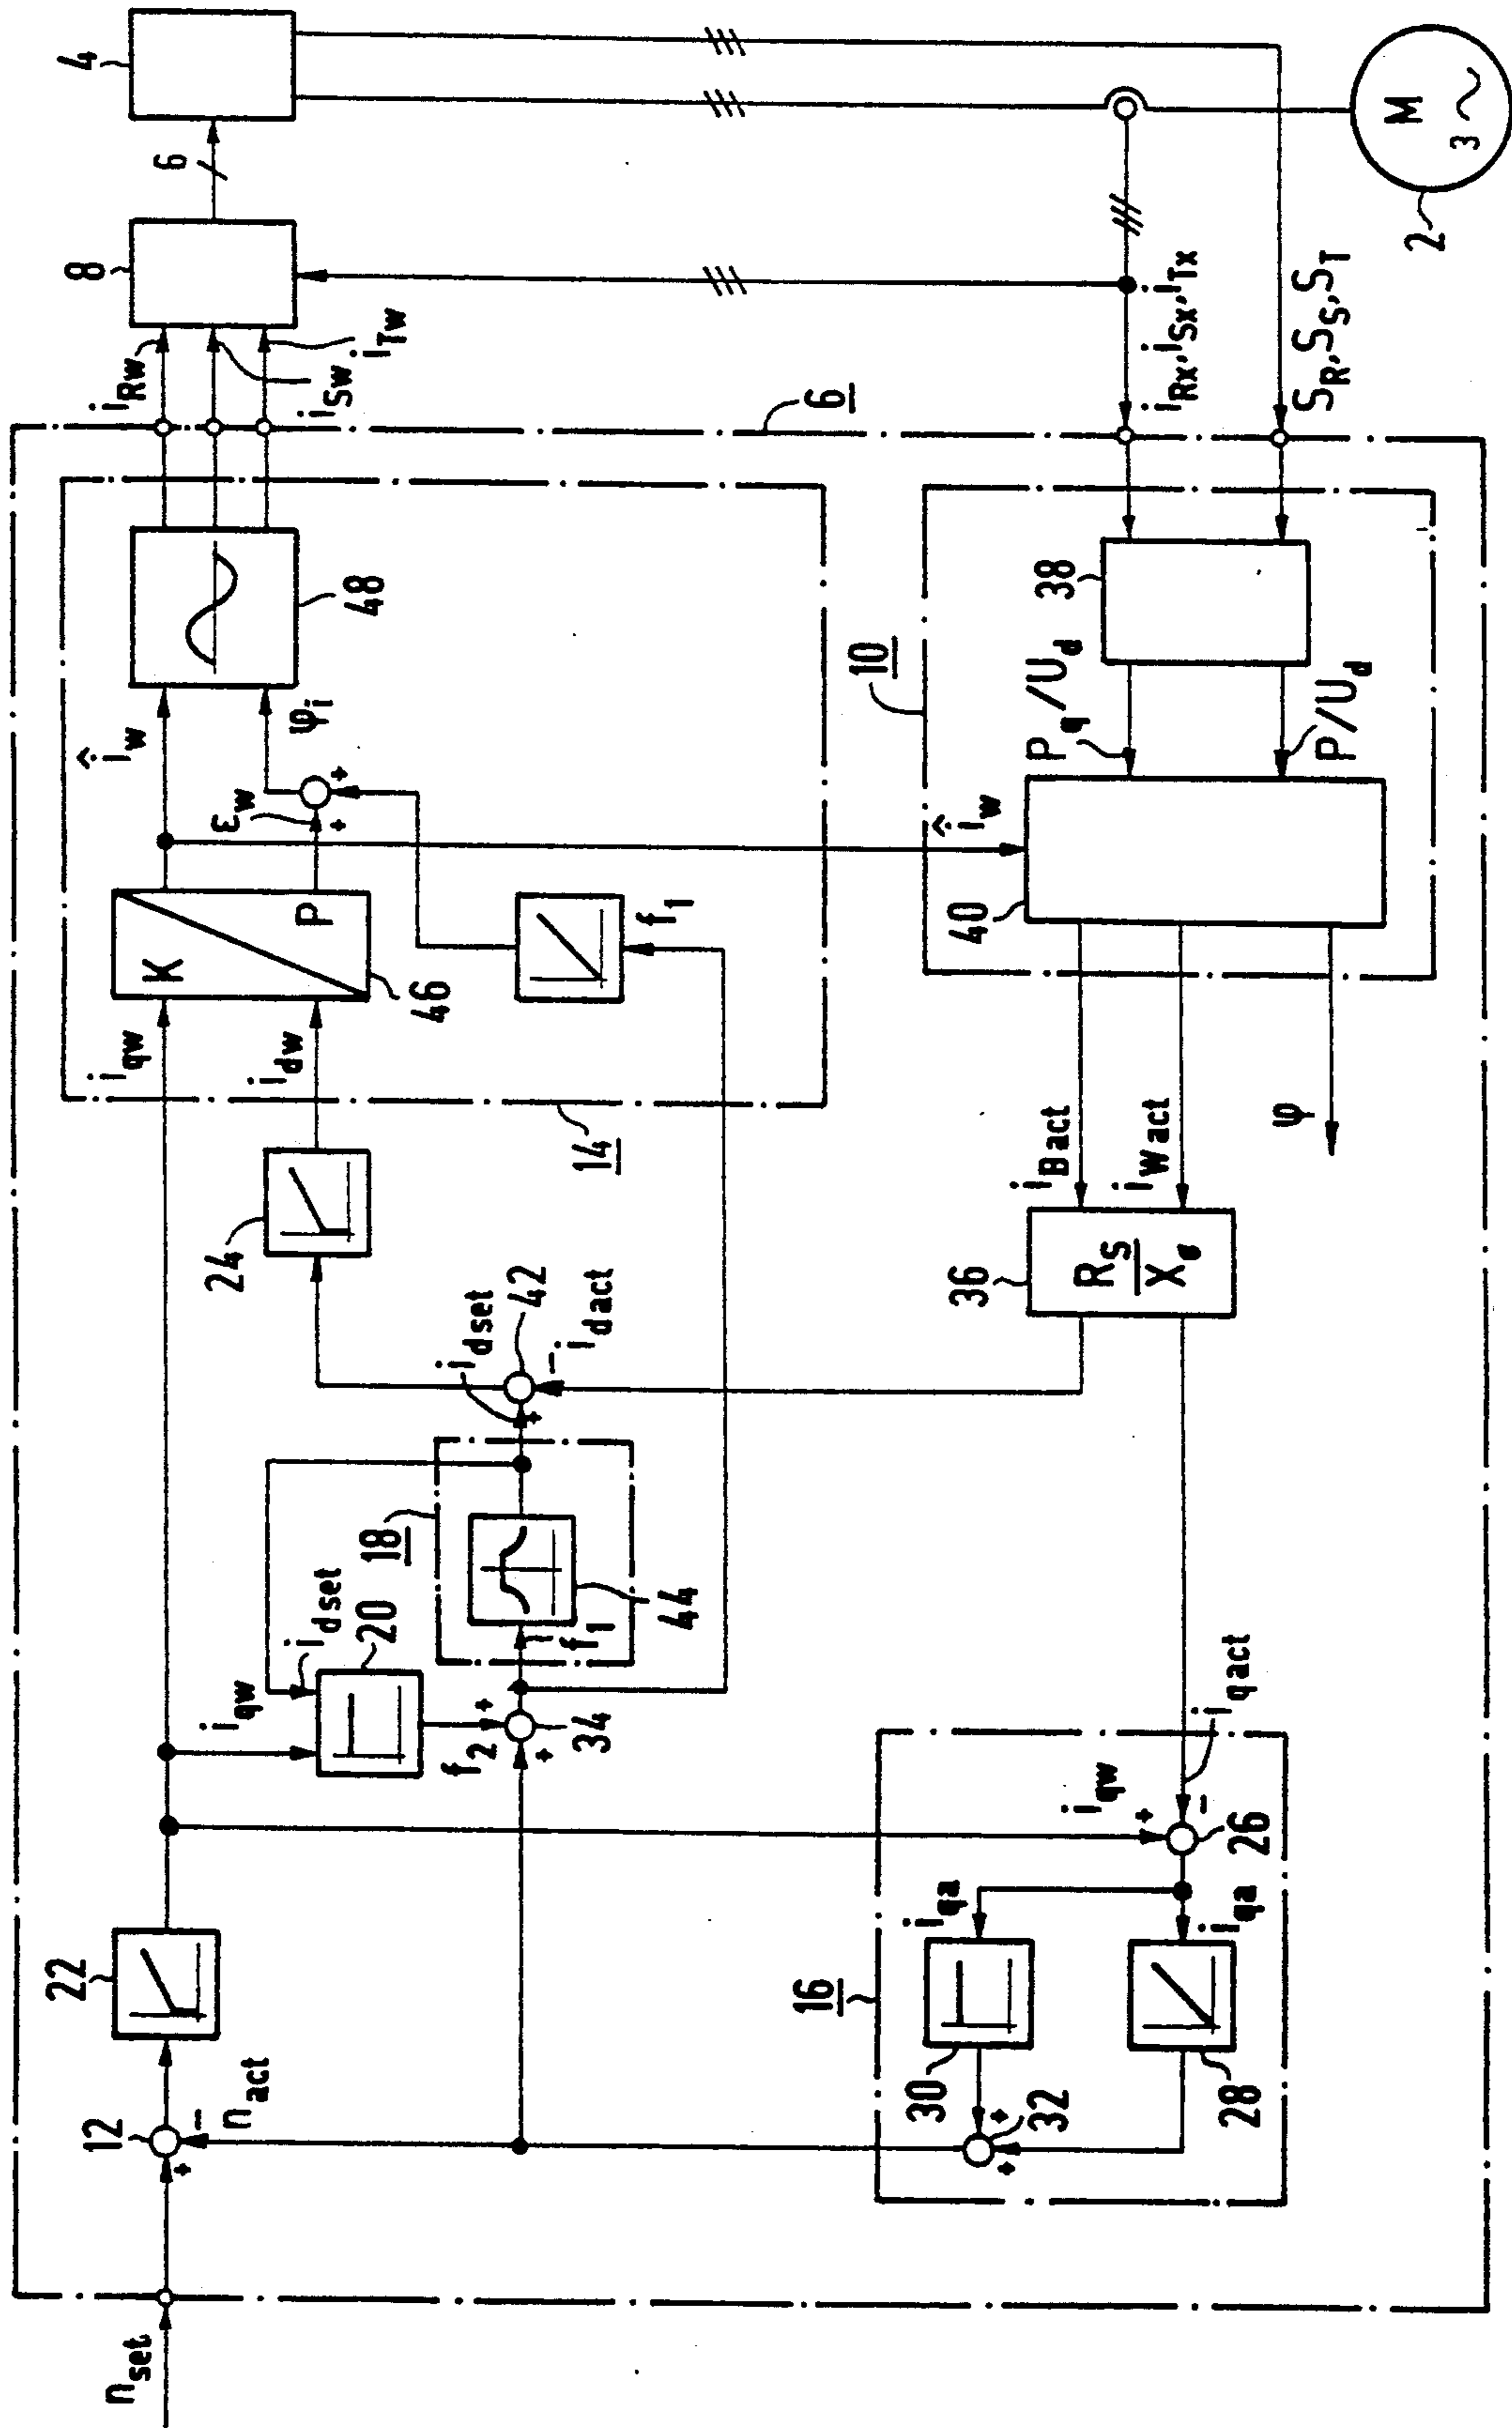 n_set
12
+
−
n_act
22
i_qw
20
i_dset
f_2
+
+
34
f_1
18
44
i_dset
+
42
− i_dact
24
i_qw
i_dw
K
P
46
14
f_1
ε_w
+
+
î_w
φ_i
48
i_Rw
i_Sw
i_Tw
8
6
4
6
16
30
i_qa
32
+
+
28
i_qa
i_qw
+
−
26
i_qact
36
R_S
X_σ
i_Bact
i_Wact
φ
10
40
î_w
P_q/U_d
P/U_d
38
i_Rx, i_Sx, i_Tx
S_R, S_S, S_T
2
M
3 ~